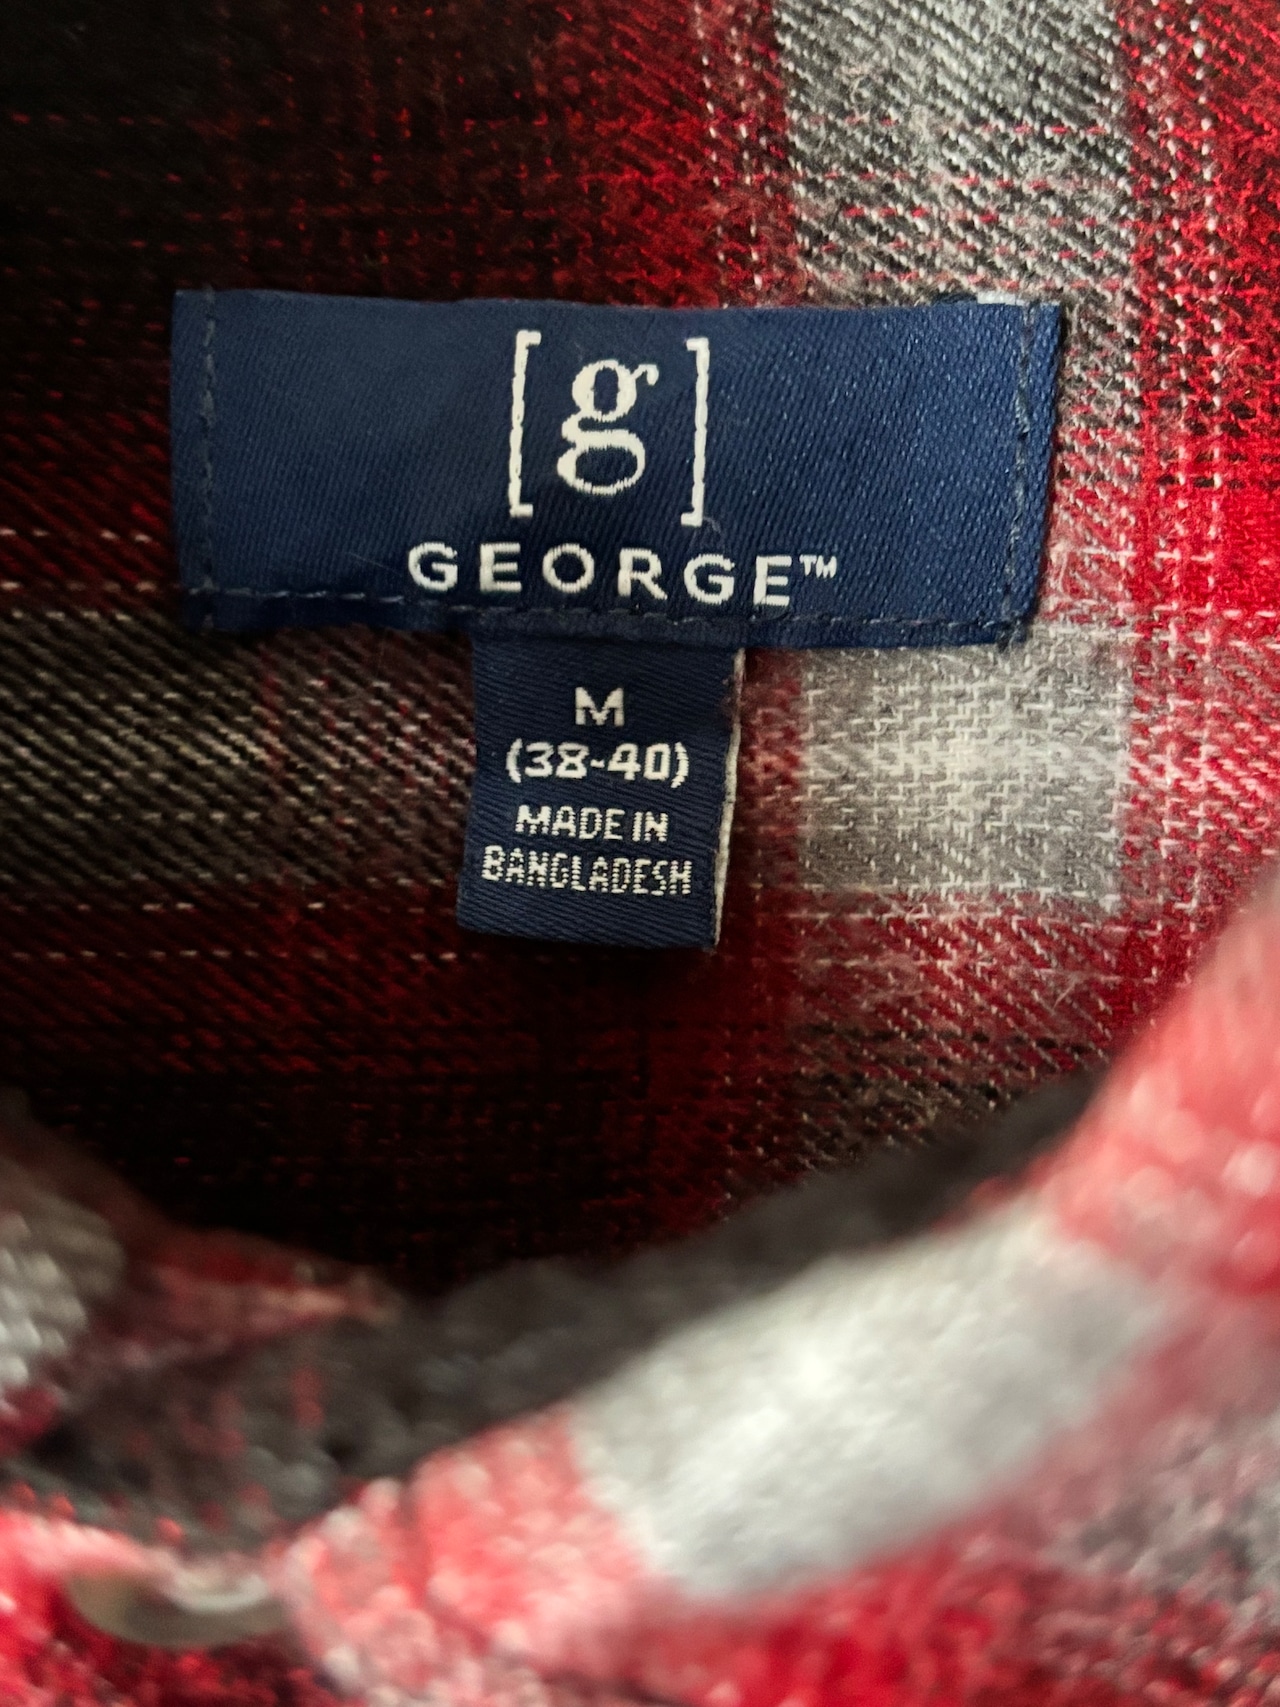 [g]
GEORGE™
M
(38-40)
MADE IN
BANGLADESH